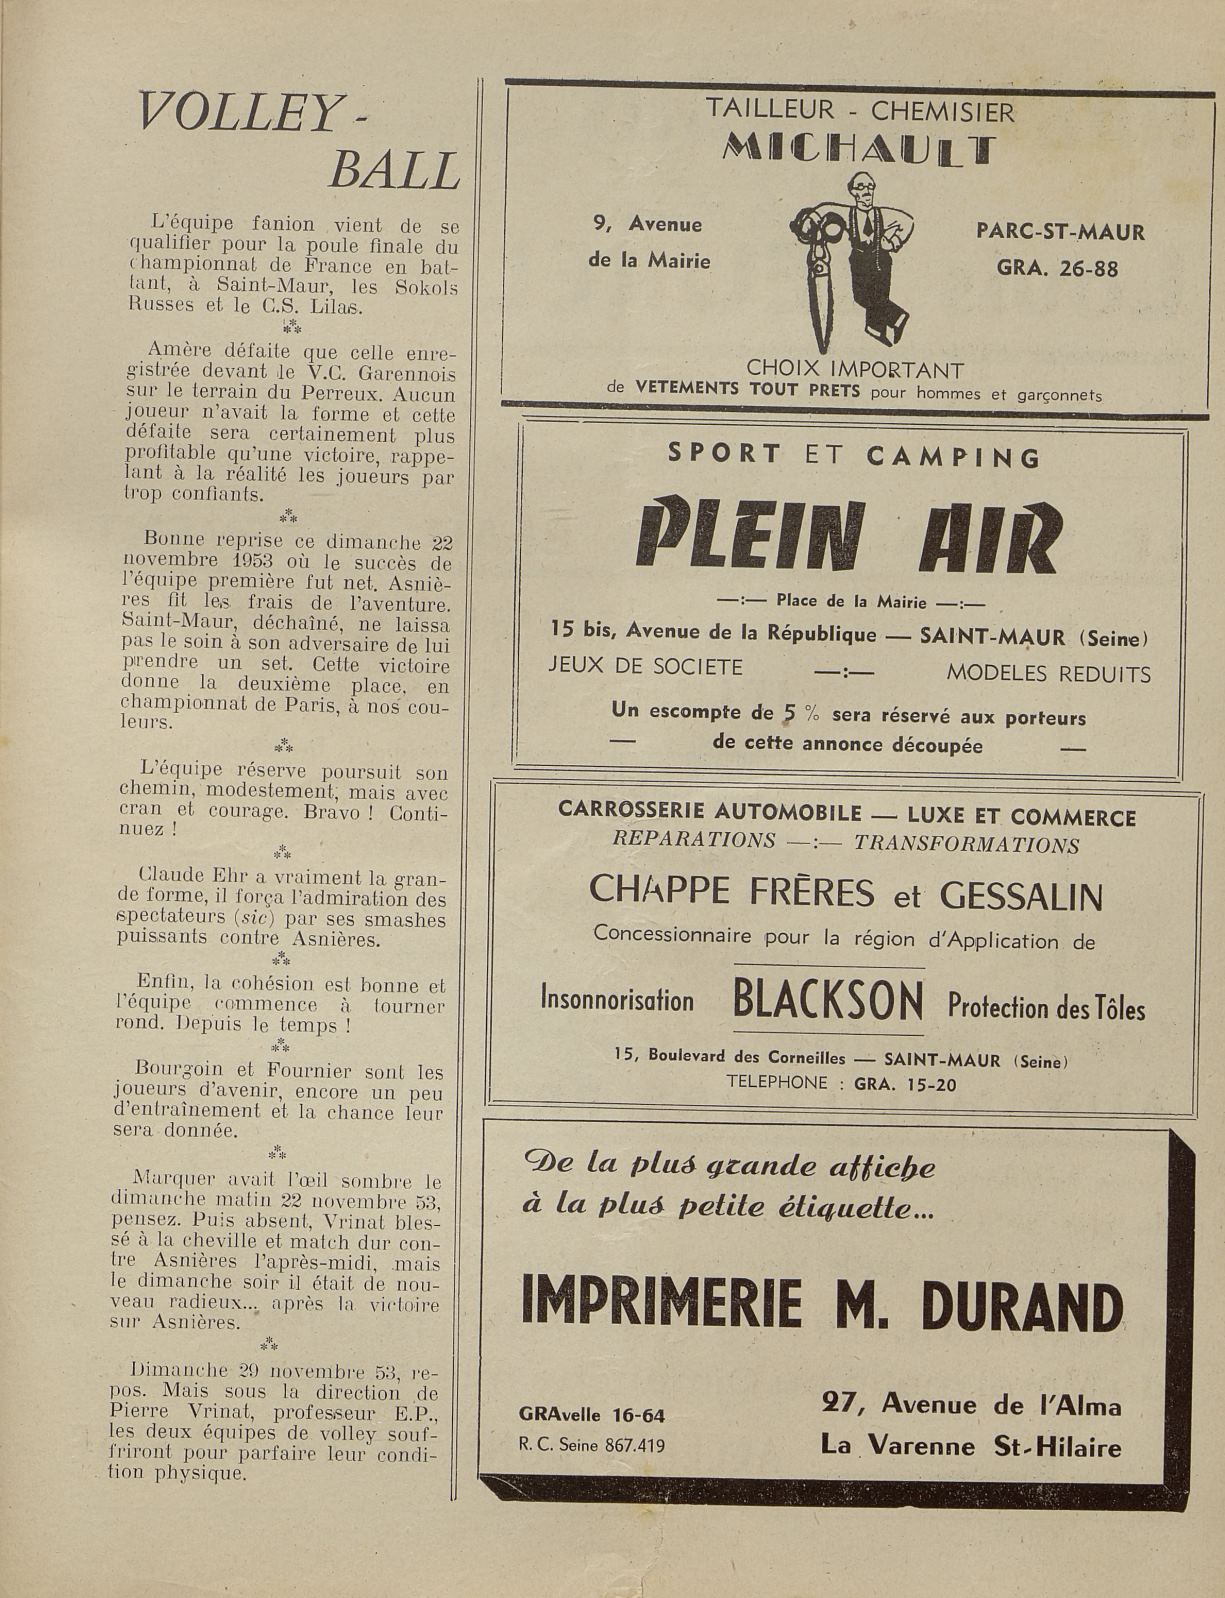 VOLLEY-
BALL
L'équipe fanion vient de se
qualifier pour la poule finale du
championnat de France en bat-
tant, à Saint-Maur, les Sokols
Russes et le C.S. Lilas.
⁂
Amère défaite que celle enre-
gistrée devant le V.C. Garennois
sur le terrain du Perreux. Aucun
joueur n'avait la forme et cette
défaite sera certainement plus
profitable qu'une victoire, rappe-
lant à la réalité les joueurs par
trop confiants.
⁂
Bonne reprise ce dimanche 22
novembre 1953 où le succès de
l'équipe première fut net. Asniè-
res fit les frais de l'aventure.
Saint-Maur, déchaîné, ne laissa
pas le soin à son adversaire de lui
prendre un set. Cette victoire
donne la deuxième place, en
championnat de Paris, à nos cou-
leurs.
⁂
L'équipe réserve poursuit son
chemin, modestement, mais avec
cran et courage. Bravo ! Conti-
nuez !
⁂
Claude Ehr a vraiment la gran-
de forme, il força l'admiration des
spectateurs (sic) par ses smashes
puissants contre Asnières.
⁂
Enfin, la cohésion est bonne et
l'équipe commence à tourner
rond. Depuis le temps !
⁂
Bourgoin et Fournier sont les
joueurs d'avenir, encore un peu
d'entraînement et la chance leur
sera donnée.
⁂
Marquer avait l'œil sombre le
dimanche matin 22 novembre 53,
pensez. Puis absent, Vrinat bles-
sé à la cheville et match dur con-
tre Asnières l'après-midi, mais
le dimanche soir il était de nou-
veau radieux... après la victoire
sur Asnières.
⁂
Dimanche 29 novembre 53, re-
pos. Mais sous la direction de
Pierre Vrinat, professeur E.P.,
les deux équipes de volley souf-
friront pour parfaire leur condi-
tion physique.
TAILLEUR - CHEMISIER
MICHAULT
9, Avenue
de la Mairie
PARC-ST-MAUR
GRA. 26-88
CHOIX IMPORTANT
de VETEMENTS TOUT PRETS pour hommes et garçonnets
SPORT ET CAMPING
PLEIN AIR
—:— Place de la Mairie —:—
15 bis, Avenue de la République — SAINT-MAUR (Seine)
JEUX DE SOCIETE —:— MODELES REDUITS
Un escompte de 5 % sera réservé aux porteurs
— de cette annonce découpée —
CARROSSERIE AUTOMOBILE — LUXE ET COMMERCE
REPARATIONS —:— TRANSFORMATIONS
CHAPPE FRÈRES et GESSALIN
Concessionnaire pour la région d'Application de
Insonnorisation BLACKSON Protection des Tôles
15, Boulevard des Corneilles — SAINT-MAUR (Seine)
TELEPHONE : GRA. 15-20
De la plus grande affiche
à la plus petite étiquette...
IMPRIMERIE M. DURAND
GRAvelle 16-64
R. C. Seine 867.419
27, Avenue de l'Alma
La Varenne St-Hilaire